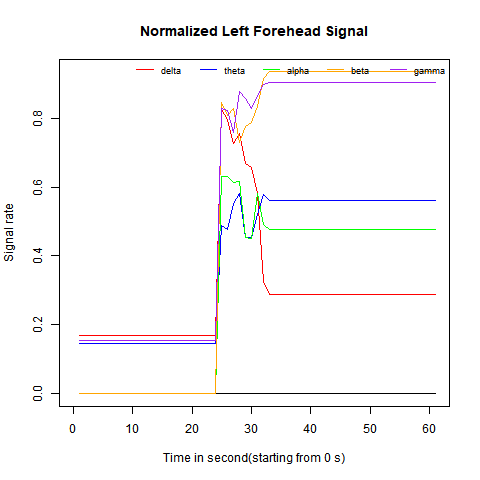 Normalized Left Forehead Signal
delta theta alpha beta gamma
Signal rate
0.8
0.6
0.4
0.2
0.0
0 10 20 30 40 50 60
Time in second(starting from 0 s)